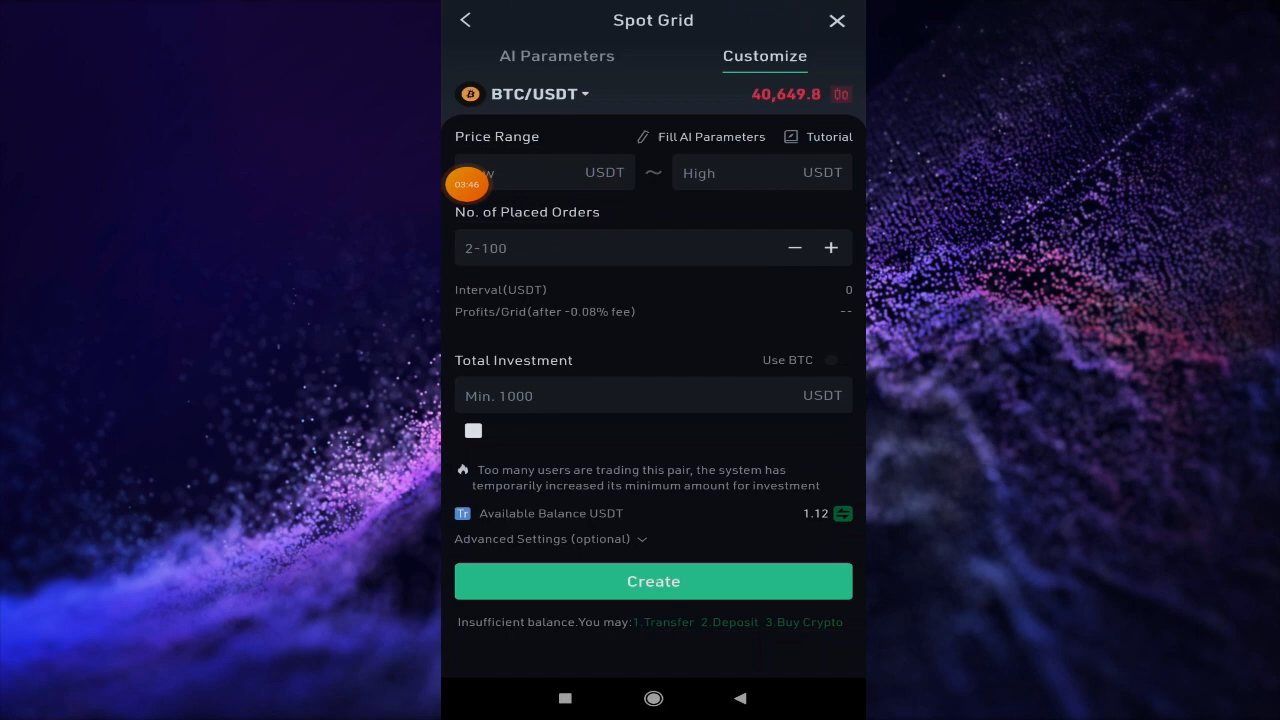 Spot Grid
AI Parameters Customize
BTC/USDT 40,649.8
Price Range Fill AI Parameters Tutorial
USDT ～ High USDT
03:46
No. of Placed Orders
2-100 − +
Interval(USDT) 0
Profits/Grid(after -0.08% fee) --
Total Investment Use BTC
Min. 1000 USDT
Too many users are trading this pair, the system has
temporarily increased its minimum amount for investment
Tr Available Balance USDT 1.12
Advanced Settings (optional)
Create
Insufficient balance.You may:1.Transfer 2.Deposit 3.Buy Crypto